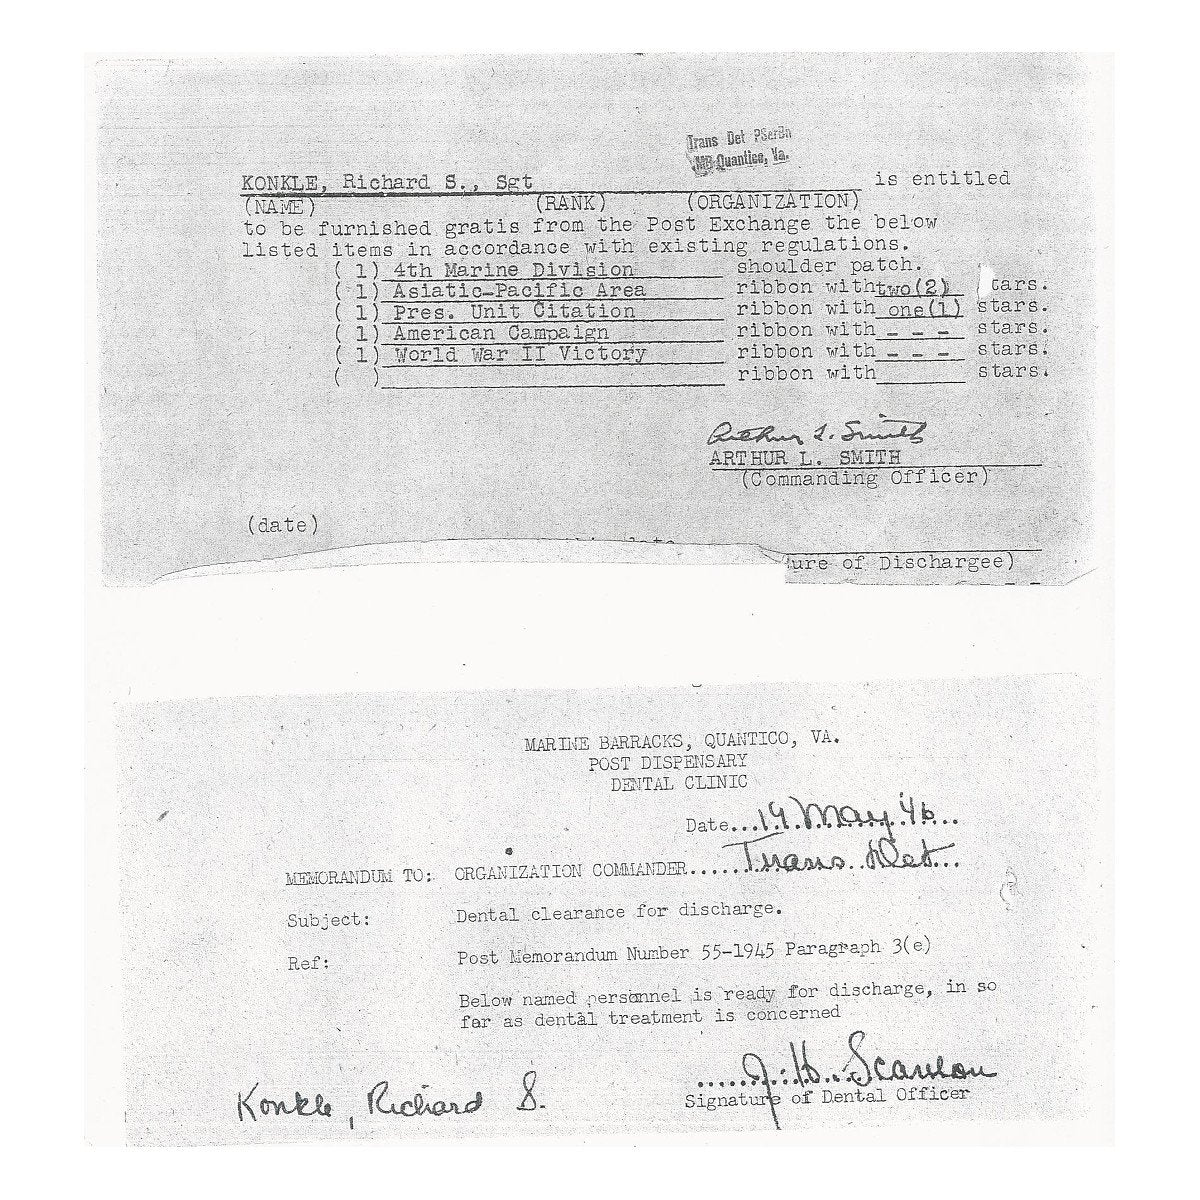 Trans Det PSerBn
MB Quantico, Va.
KONKLE, Richard S., Sgt is entitled
(NAME) (RANK) (ORGANIZATION)
to be furnished gratis from the Post Exchange the below
listed items in accordance with existing regulations.
( 1) 4th Marine Division shoulder patch.
( 1) Asiatic-Pacific Area ribbon with two(2) tars.
( 1) Pres. Unit Citation ribbon with one(1) stars.
( 1) American Campaign ribbon with - - - stars.
( 1) World War II Victory ribbon with - - - stars.
( ) ribbon with stars.
Arthur L. Smith
ARTHUR L. SMITH
(Commanding Officer)
(date)
ure of Dischargee)
MARINE BARRACKS, QUANTICO, VA.
POST DISPENSARY
DENTAL CLINIC
Date...19 May 46...
MEMORANDUM TO: ORGANIZATION COMMANDER......Trans Det...
Subject: Dental clearance for discharge.
Ref: Post Memorandum Number 55-1945 Paragraph 3(e)
Below named personnel is ready for discharge, in so
far as dental treatment is concerned
J. H. Scanlon
Konkle, Richard S. Signature of Dental Officer